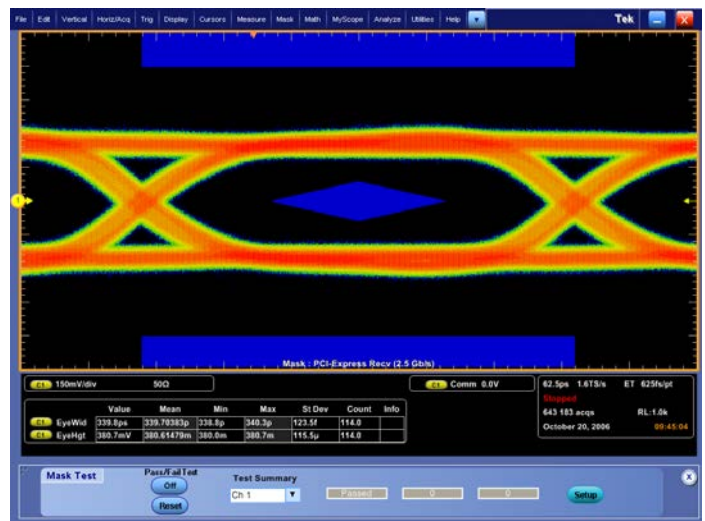 File Edit Vertical Horiz/Acq Trig Display Cursors Measure Mask Math MyScope Analyze Utilities Help Tek
1
Mask : PCI-Express Recv (2.5 Gb/s)
C1 150mV/div 50Ω
C1 Comm 0.0V
62.5ps 1.6TS/s ET 625fs/pt
Stopped
643 183 acqs RL:1.0k
October 20, 2006 09:45:04
Value Mean Min Max St Dev Count Info
C1 EyeWid 339.8ps 339.70383p 338.8p 340.3p 123.5f 114.0
C1 EyeHgt 380.7mV 380.61479m 380.0m 380.7m 115.5µ 114.0
Mask Test
Pass/Fail Test
Off
Reset
Test Summary
Ch 1
Passed 0 0
Setup
X